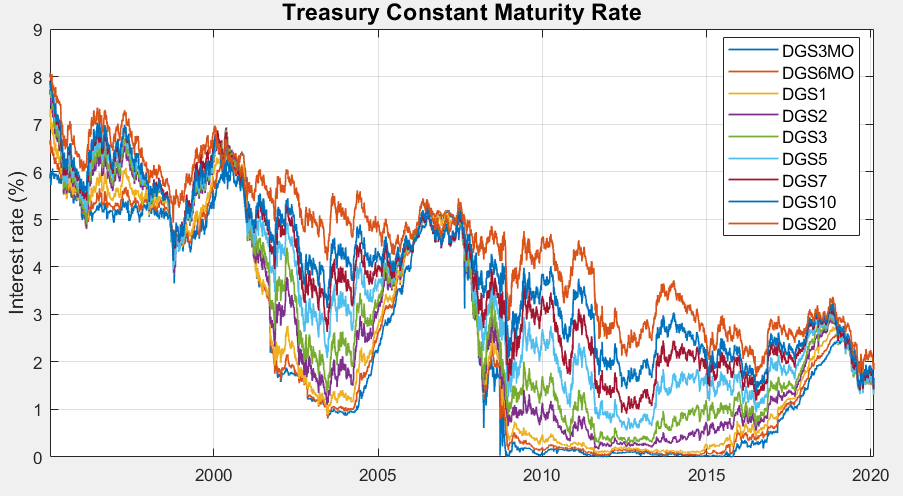 Treasury Constant Maturity Rate
Interest rate (%)
9
8
7
6
5
4
3
2
1
0
2000
2005
2010
2015
2020
DGS3MO
DGS6MO
DGS1
DGS2
DGS3
DGS5
DGS7
DGS10
DGS20